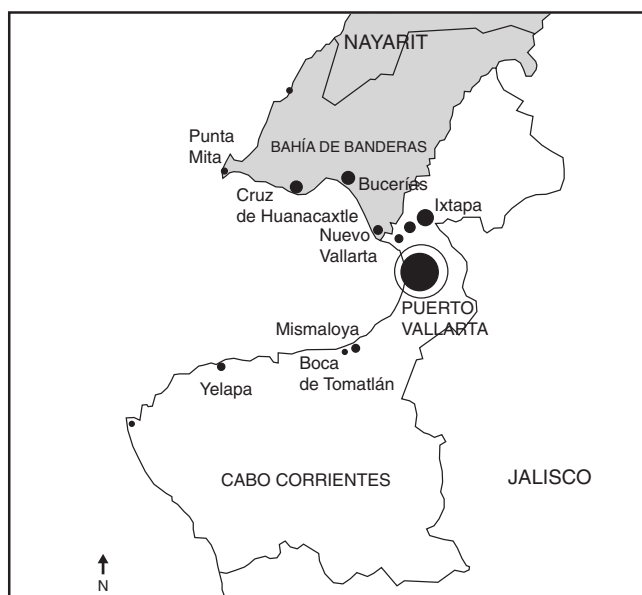 NAYARIT
Punta
Mita
BAHÍA DE BANDERAS
Bucerías
Cruz
de Huanacaxtle
Ixtapa
Nuevo
Vallarta
PUERTO
VALLARTA
Mismaloya
Boca
de Tomatlán
Yelapa
CABO CORRIENTES
JALISCO
N